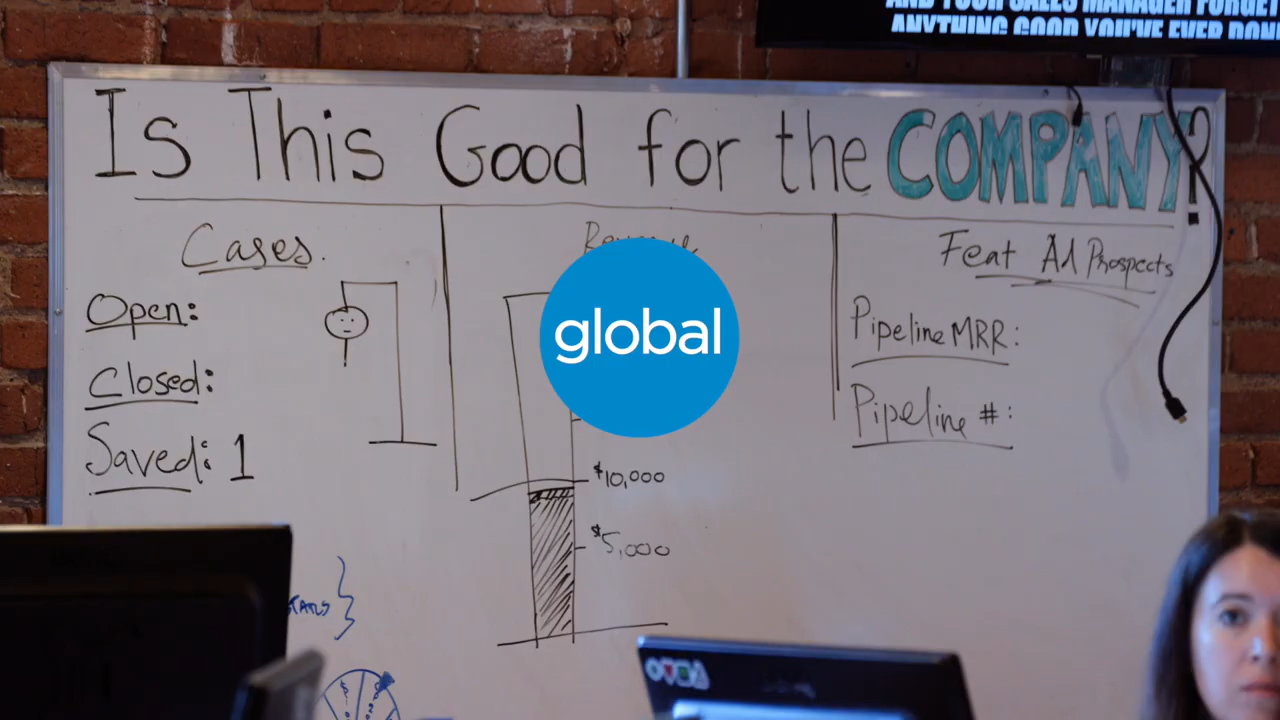 AND YOUR SALES MANAGER FORGET
ANYTHING GOOD YOU'VE EVER DONE
Is This Good for the COMPANY?
Cases.
Open:
Closed:
Saved: 1
global
$10,000
$5,000
Feat Ad Prospects
Pipeline MRR:
Pipeline #: